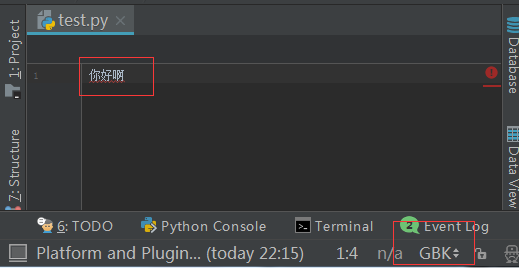 test.py
1: Project
Database
1 你好啊
7: Structure
Data View
6: TODO Python Console Terminal 2 Event Log
Platform and Plugin... (today 22:15) 1:4 n/a GBK